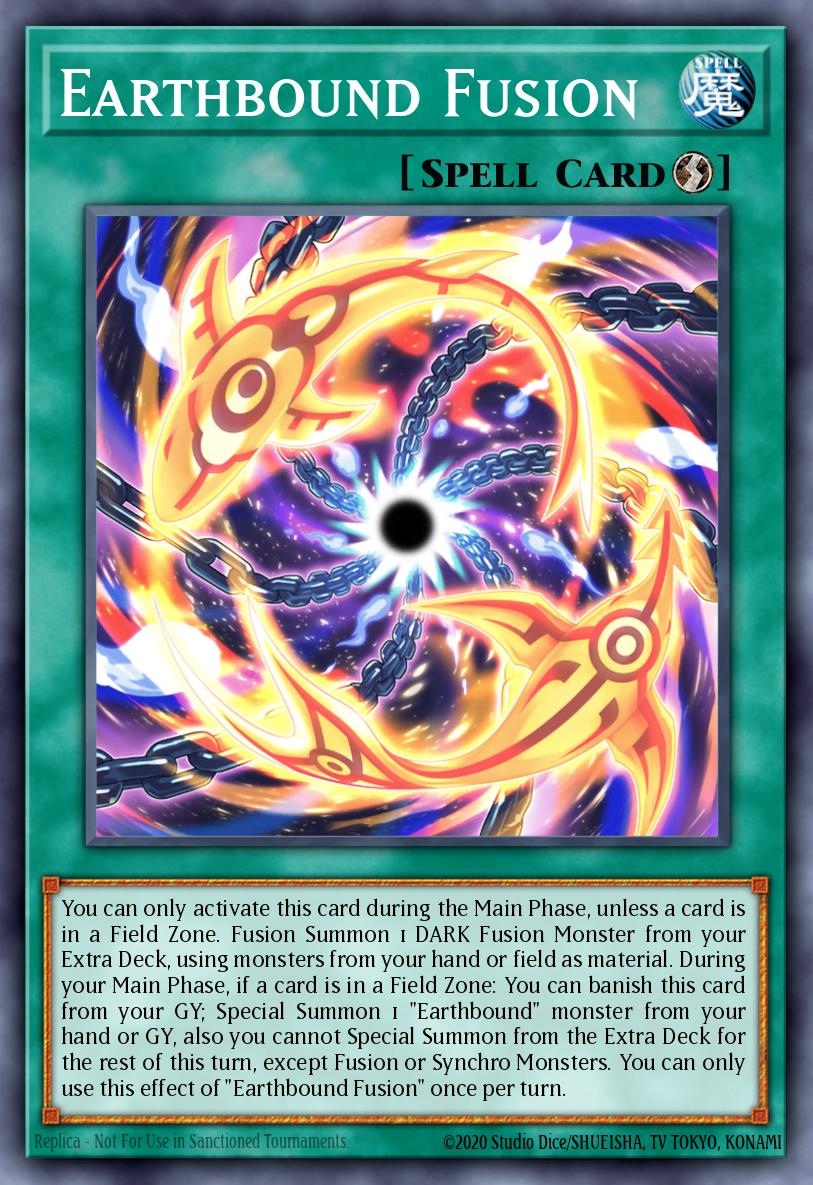 Earthbound Fusion
SPELL
魔
[Spell Card]
You can only activate this card during the Main Phase, unless a card is
in a Field Zone. Fusion Summon 1 DARK Fusion Monster from your
Extra Deck, using monsters from your hand or field as material. During
your Main Phase, if a card is in a Field Zone: You can banish this card
from your GY; Special Summon 1 "Earthbound" monster from your
hand or GY, also you cannot Special Summon from the Extra Deck for
the rest of this turn, except Fusion or Synchro Monsters. You can only
use this effect of "Earthbound Fusion" once per turn.
Replica - Not For Use in Sanctioned Tournaments.
©2020 Studio Dice/SHUEISHA, TV TOKYO, KONAMI